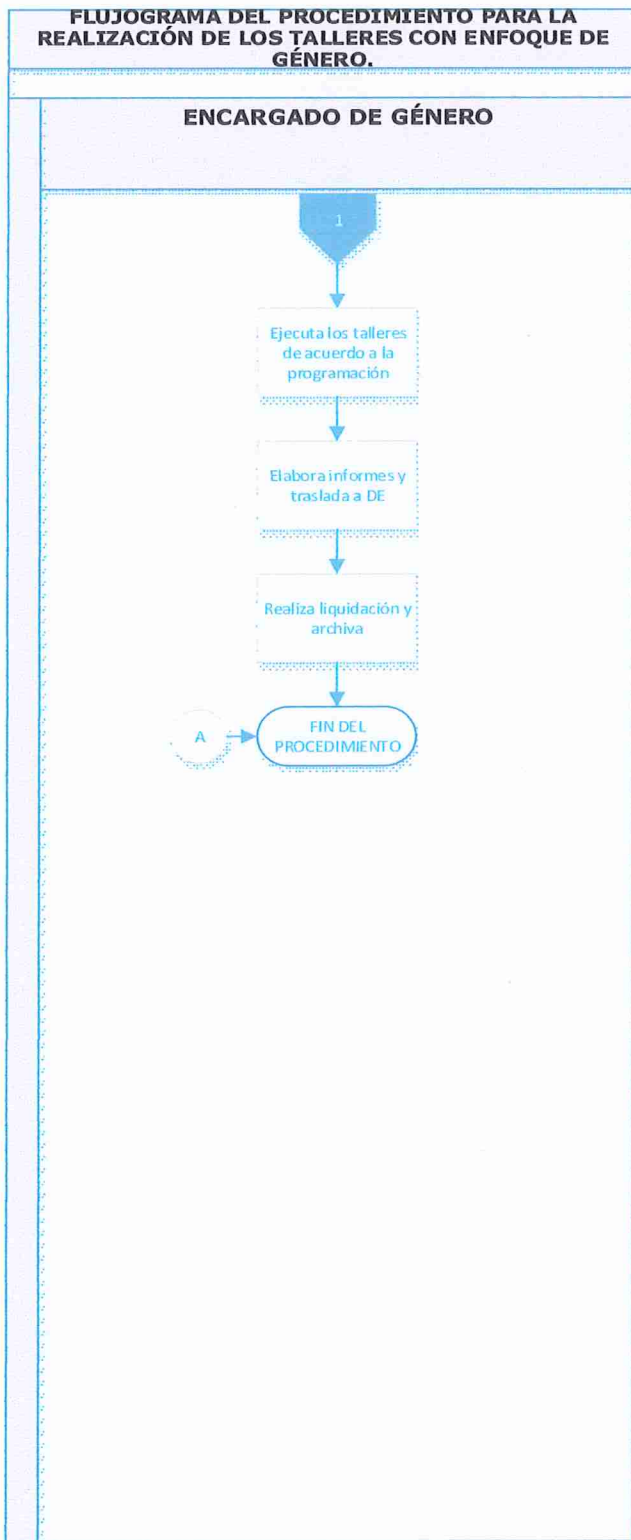 FLUJOGRAMA DEL PROCEDIMIENTO PARA LA
REALIZACIÓN DE LOS TALLERES CON ENFOQUE DE
GÉNERO.
ENCARGADO DE GÉNERO
1
Ejecuta los talleres
de acuerdo a la
programación
Elabora informes y
traslada a DE
Realiza liquidación y
archiva
A
FIN DEL
PROCEDIMIENTO